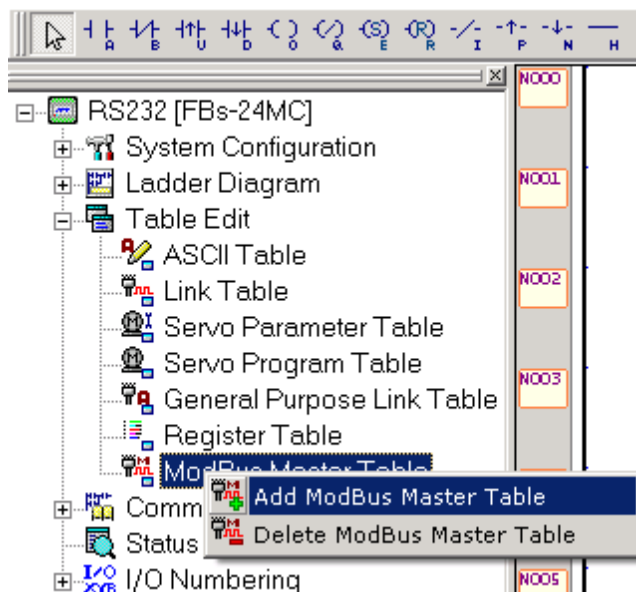 A B U D O Q E R I P N H
(S) (R)
N000
RS232 [FBs-24MC]
System Configuration
Ladder Diagram
N001
Table Edit
ASCII Table
Link Table
N002
Servo Parameter Table
Servo Program Table
General Purpose Link Table
N003
Register Table
ModBus Master Table
Add ModBus Master Table
Comm
Delete ModBus Master Table
Status
I/O Numbering
N005